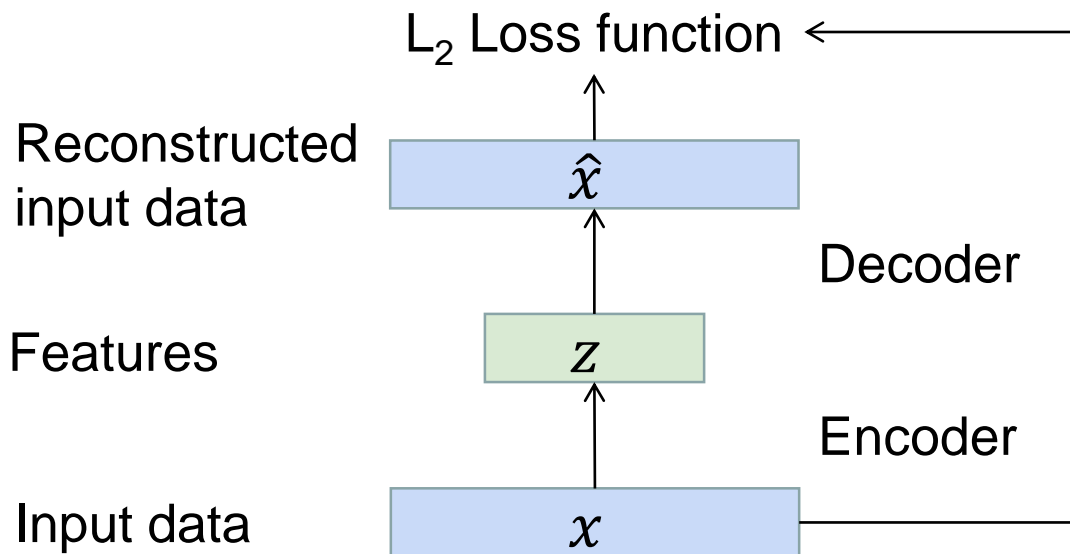 L₂ Loss function
Reconstructed
input data
x̂
Decoder
Features
z
Encoder
Input data
x